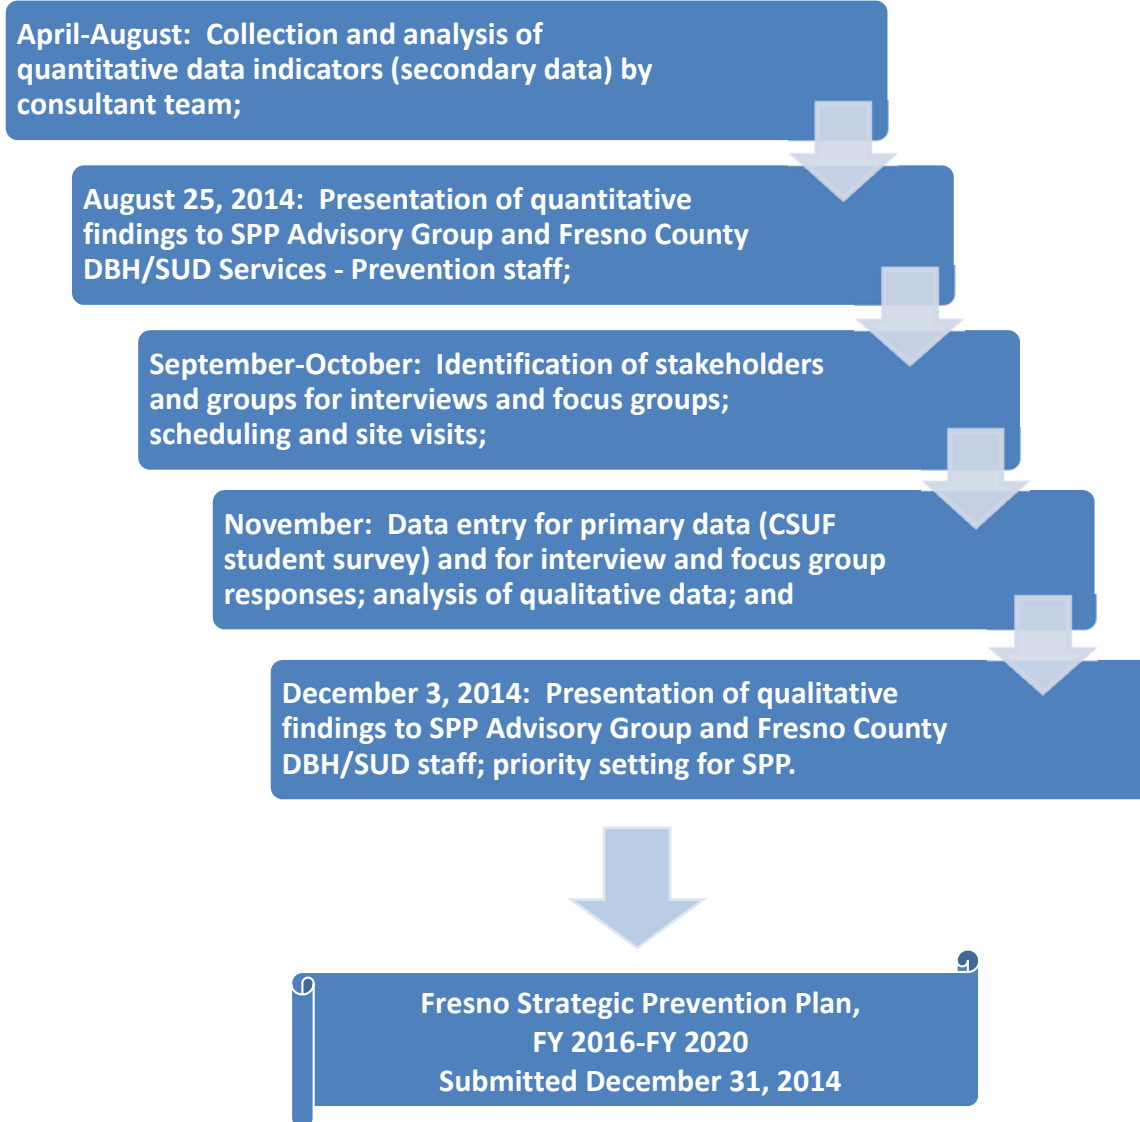 April-August:  Collection and analysis of
quantitative data indicators (secondary data) by
consultant team;
August 25, 2014:  Presentation of quantitative
findings to SPP Advisory Group and Fresno County
DBH/SUD Services - Prevention staff;
September-October:  Identification of stakeholders
and groups for interviews and focus groups;
scheduling and site visits;
November:  Data entry for primary data (CSUF
student survey) and for interview and focus group
responses; analysis of qualitative data; and
December 3, 2014:  Presentation of qualitative
findings to SPP Advisory Group and Fresno County
DBH/SUD staff; priority setting for SPP.
Fresno Strategic Prevention Plan,
FY 2016-FY 2020
Submitted December 31, 2014